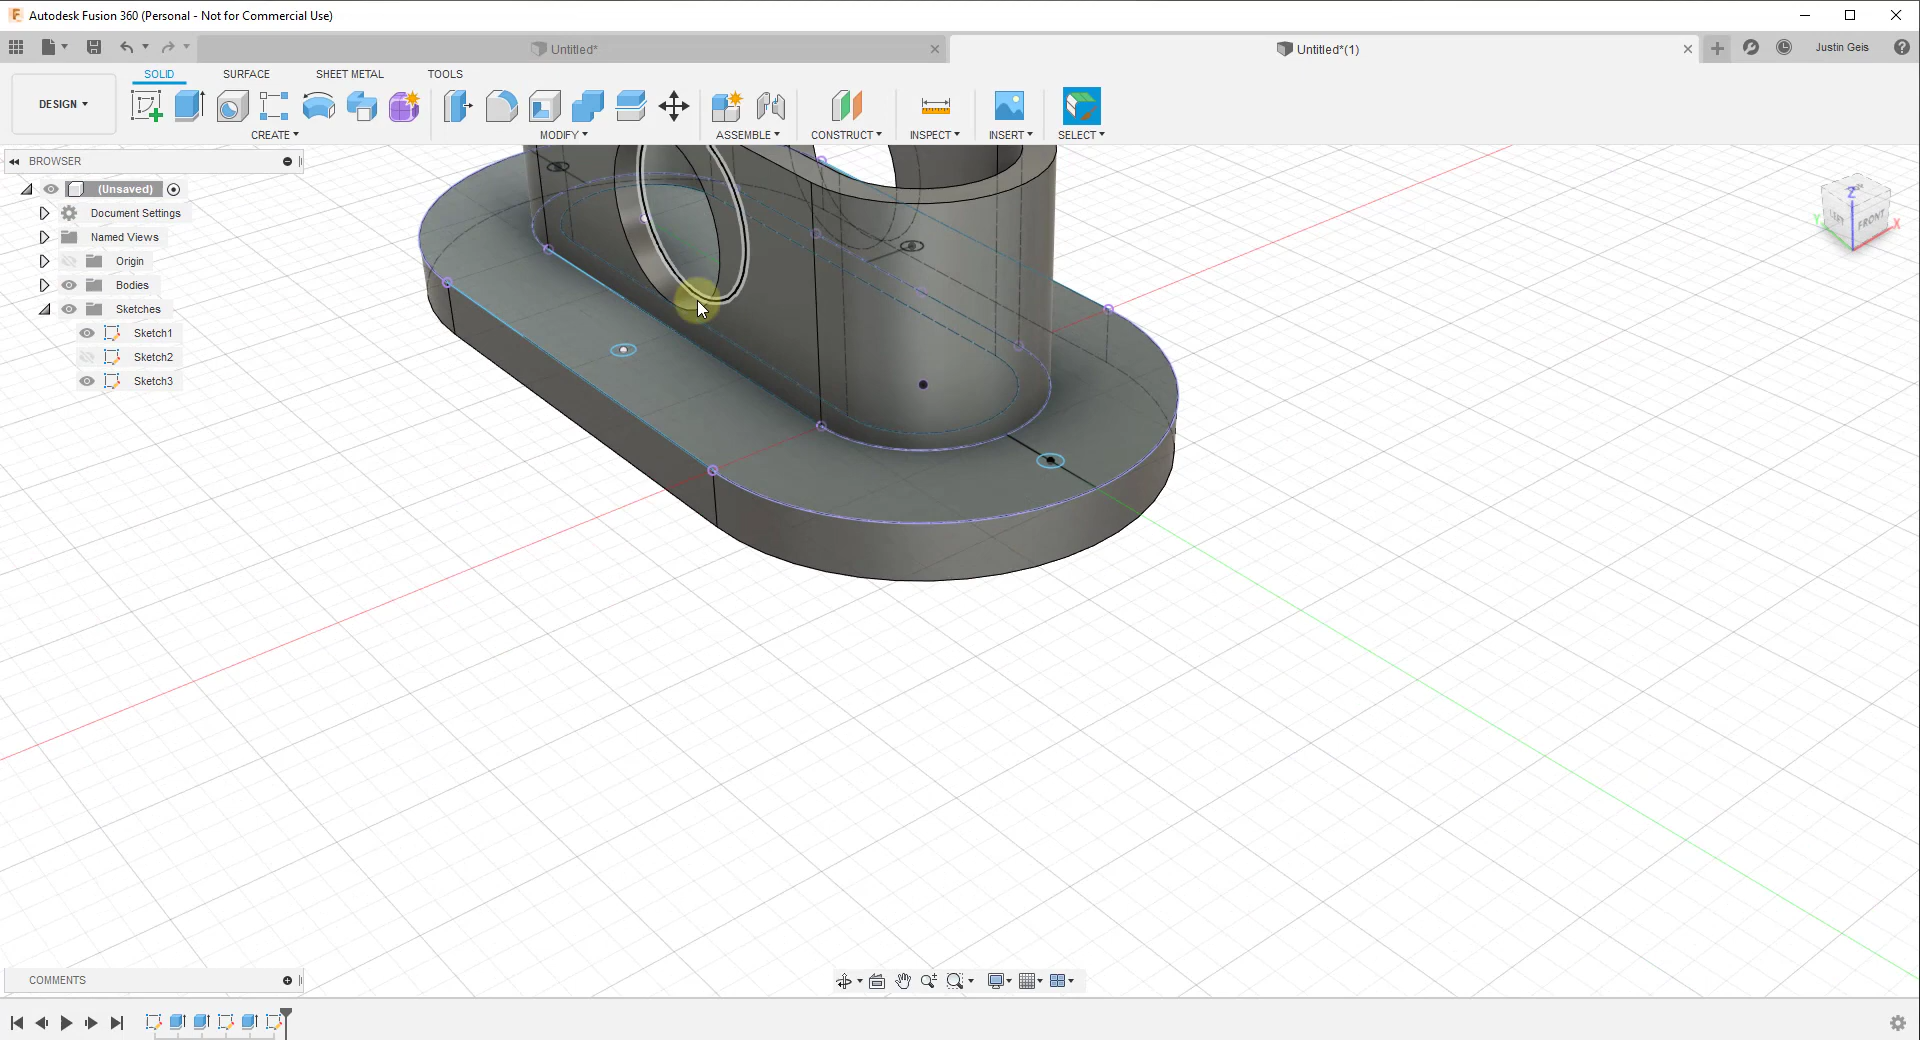 Autodesk Fusion 360 (Personal - Not for Commercial Use)
Untitled*
Untitled*(1)
Justin Geis
SOLID SURFACE SHEET METAL TOOLS
DESIGN
CREATE MODIFY ASSEMBLE CONSTRUCT INSPECT INSERT SELECT
BROWSER
(Unsaved)
Document Settings
Named Views
Origin
Bodies
Sketches
Sketch1
Sketch2
Sketch3
Z
LEFT
FRONT
Y
X
COMMENTS